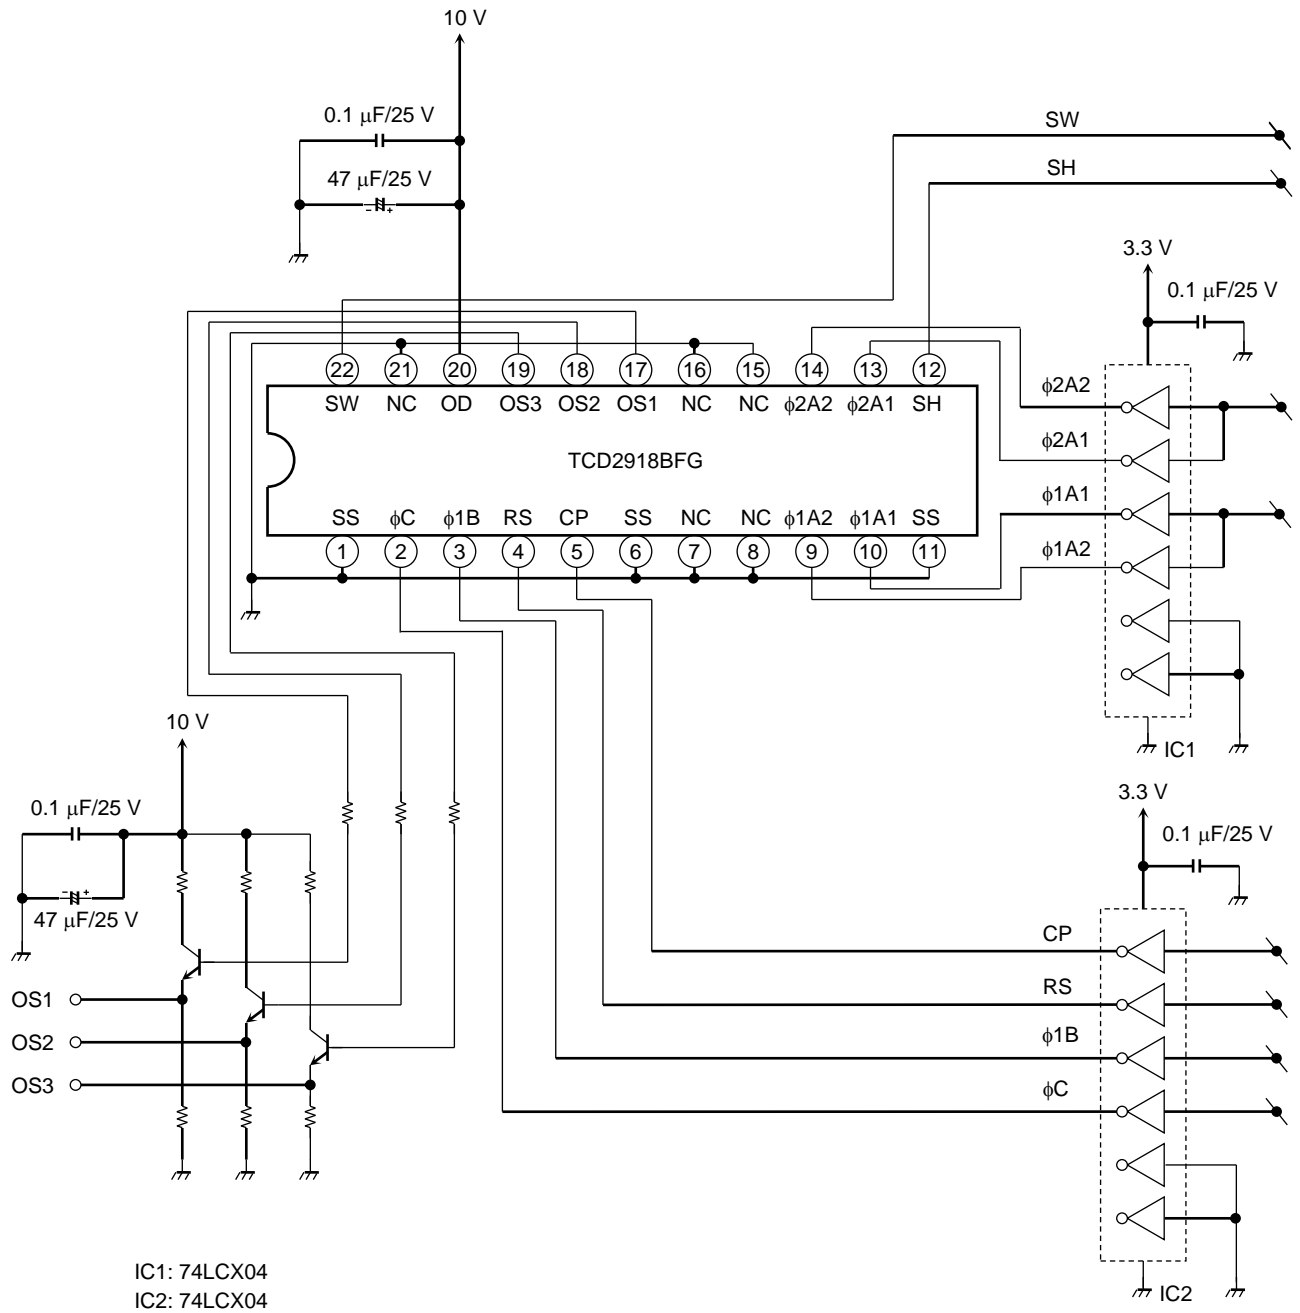 10 V
0.1 μF/25 V
47 μF/25 V
SW
SH
3.3 V
0.1 μF/25 V
22 21 20 19 18 17 16 15 14 13 12
SW NC OD OS3 OS2 OS1 NC NC ϕ2A2 ϕ2A1 SH
TCD2918BFG
SS ϕC ϕ1B RS CP SS NC NC ϕ1A2 ϕ1A1 SS
1 2 3 4 5 6 7 8 9 10 11
ϕ2A2
ϕ2A1
ϕ1A1
ϕ1A2
IC1
10 V
0.1 μF/25 V
- +
47 μF/25 V
- +
OS1
OS2
OS3
3.3 V
0.1 μF/25 V
CP
RS
ϕ1B
ϕC
IC2
IC1: 74LCX04
IC2: 74LCX04